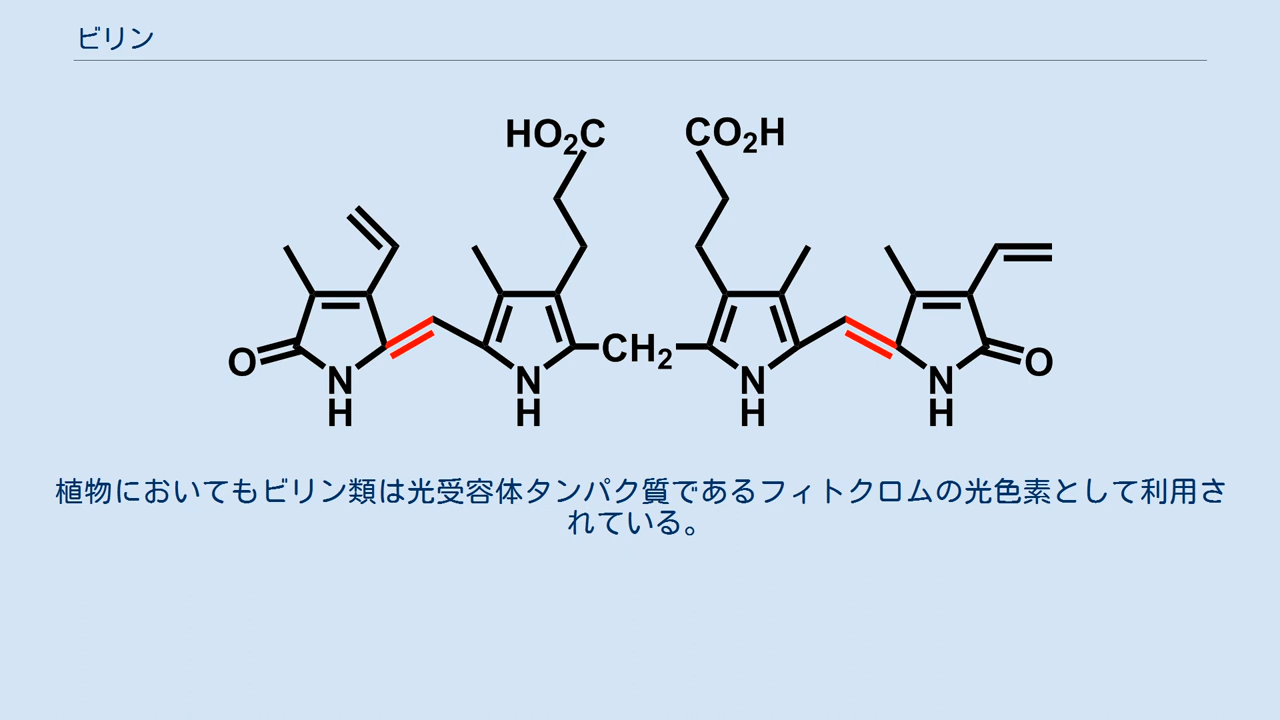 ビリン
HO2C CO2H
O N H N H CH2 N H N H O
植物においてもビリン類は光受容体タンパク質であるフィトクロムの光色素として利用さ
れている。